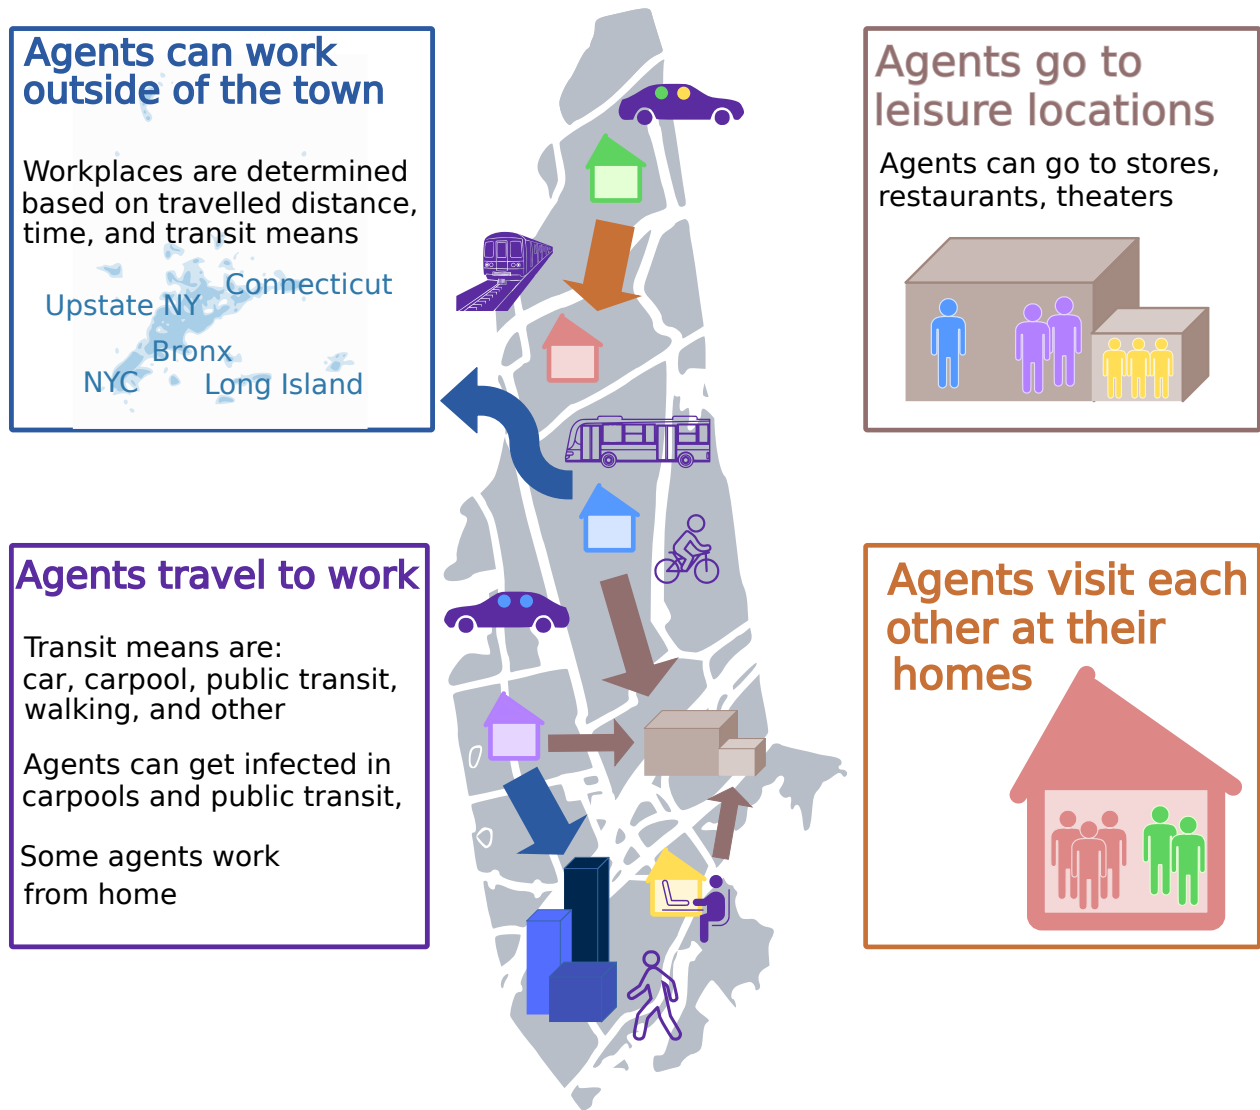 Agents can work
outside of the town
Workplaces are determined
based on travelled distance,
time, and transit means
Connecticut
Upstate NY
Bronx
NYC
Long Island
Agents go to
leisure locations
Agents can go to stores,
restaurants, theaters
Agents travel to work
Transit means are:
car, carpool, public transit,
walking, and other
Agents can get infected in
carpools and public transit,
Some agents work
from home
Agents visit each
other at their
homes